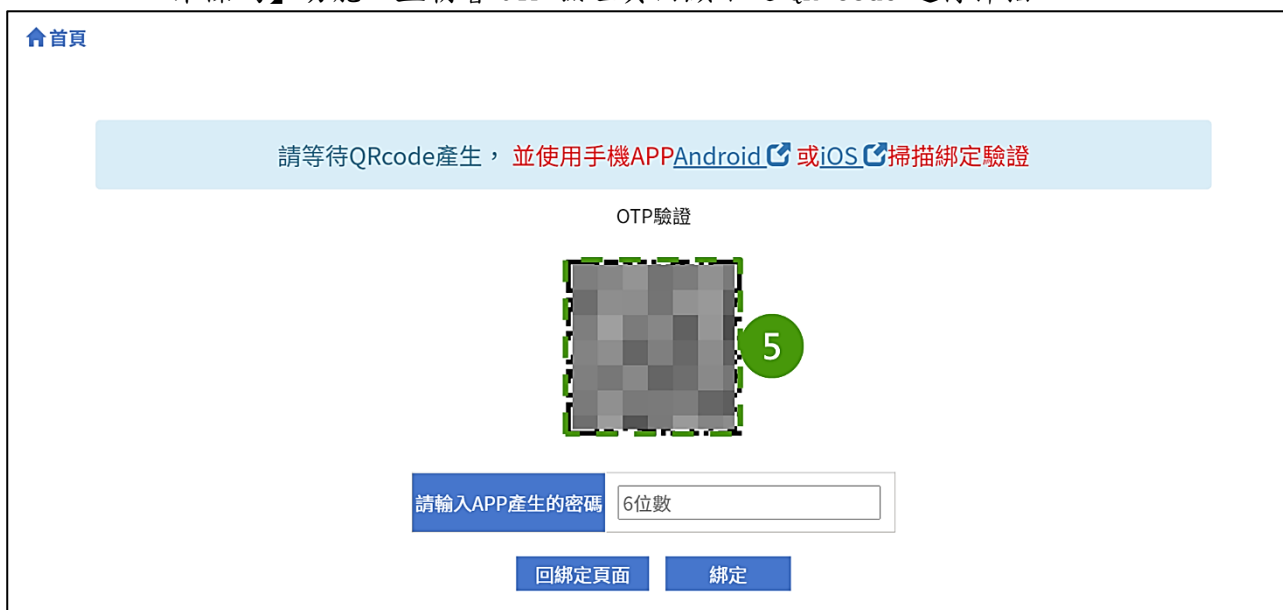 首頁
請等待QRcode產生， 並使用手機APPAndroid 或iOS 掃描綁定驗證
OTP驗證
5
請輸入APP產生的密碼 6位數
回綁定頁面 綁定